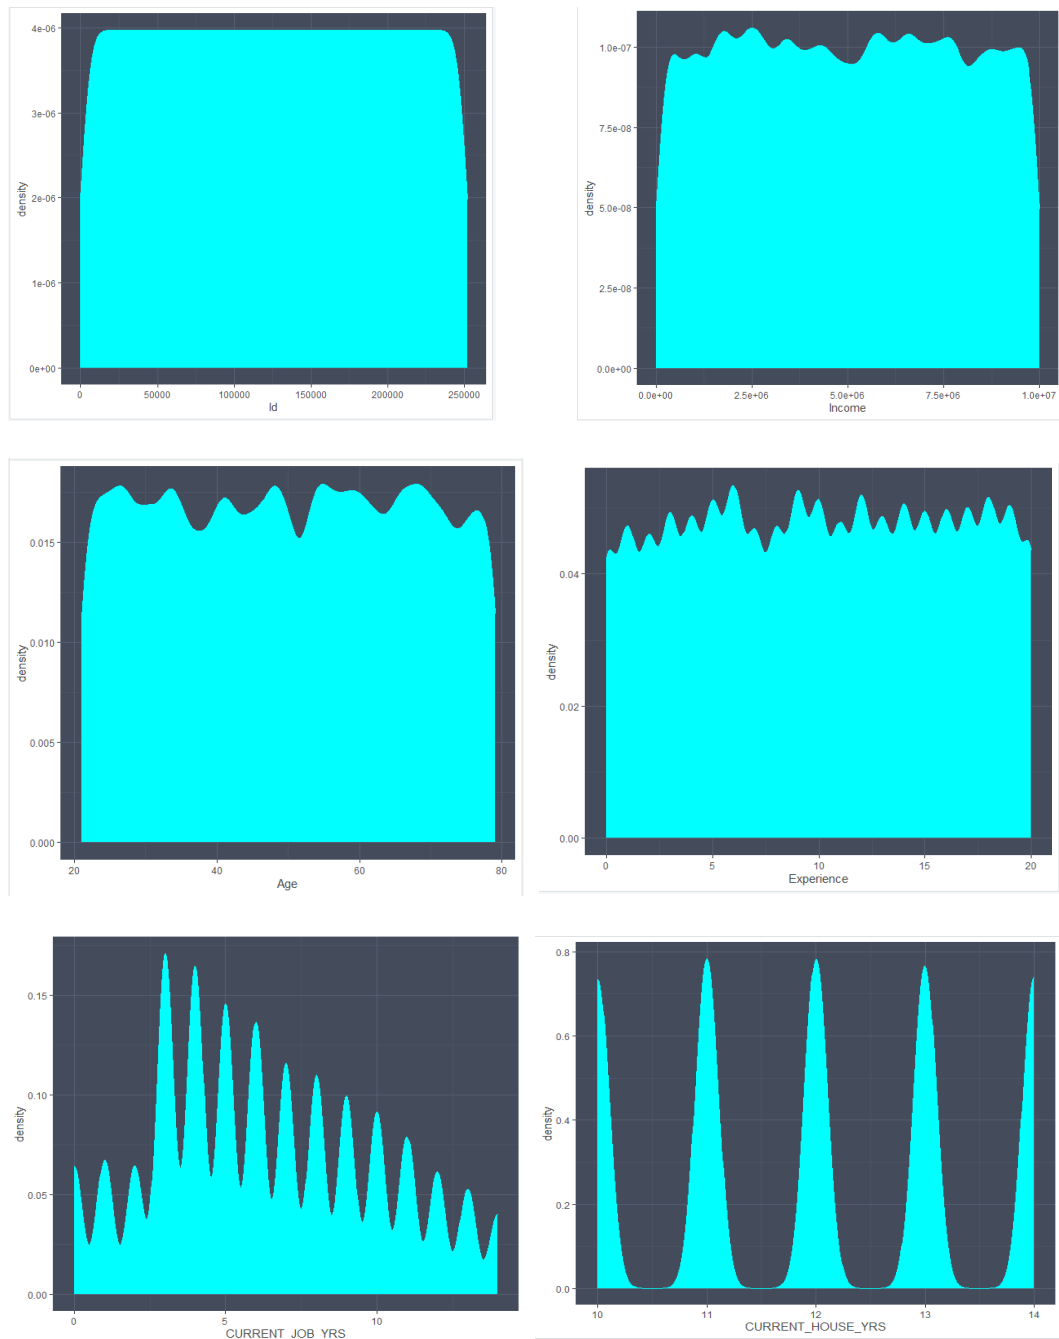 density
4e-06
3e-06
2e-06
1e-06
0e+00
0 50000 100000 150000 200000 250000
Id
density
1.0e-07
7.5e-08
5.0e-08
2.5e-08
0.0e+00
0.0e+00 2.5e+06 5.0e+06 7.5e+06 1.0e+07
Income
density
0.015
0.010
0.005
0.000
20 40 60 80
Age
density
0.04
0.02
0.00
0 5 10 15 20
Experience
density
0.15
0.10
0.05
0.00
0 5 10
CURRENT_JOB_YRS
density
0.8
0.6
0.4
0.2
0.0
10 11 12 13 14
CURRENT_HOUSE_YRS